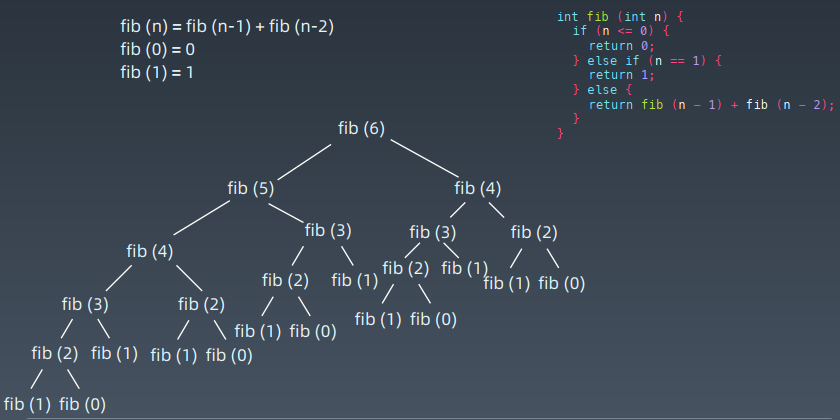 fib (n) = fib (n-1) + fib (n-2)
fib (0) = 0
fib (1) = 1
int fib (int n) {
if (n <= 0) {
return 0;
} else if (n == 1) {
return 1;
} else {
return fib (n – 1) + fib (n – 2);
}
}
fib (6)
fib (5) fib (4)
fib (4) fib (3) fib (3) fib (2)
fib (3) fib (2) fib (2) fib (1) fib (2) fib (1) fib (1) fib (0)
fib (2) fib (1) fib (1) fib (0) fib (1) fib (0) fib (1) fib (0)
fib (1) fib (0)